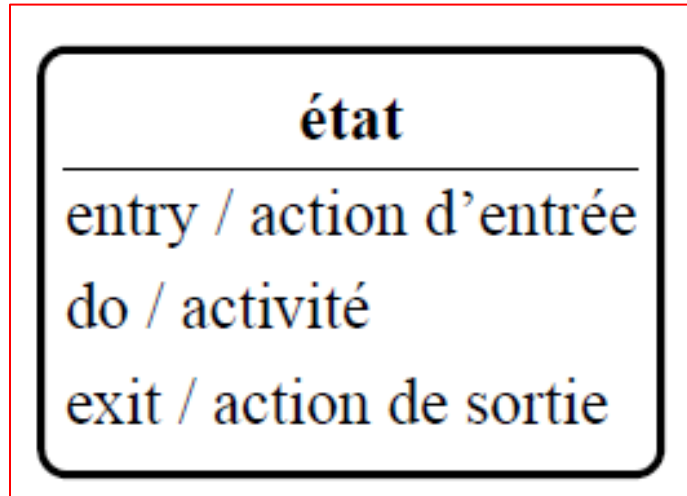 état
entry / action d’entrée
do / activité
exit / action de sortie